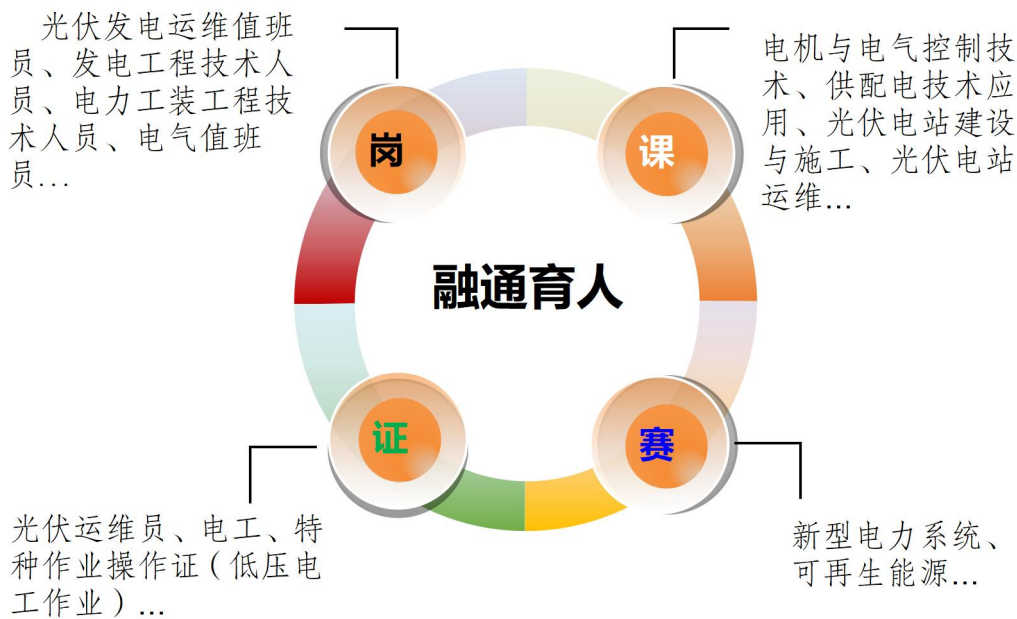 光伏发电运维值班
员、发电工程技术人
员、电力工装工程技
术人员、电气值班
员...
岗
课
电机与电气控制技
术、供配电技术应
用、光伏电站建设
与施工、光伏电站
运维...
融通育人
证
赛
光伏运维员、电工、特
种作业操作证（低压电
工作业）...
新型电力系统、
可再生能源...